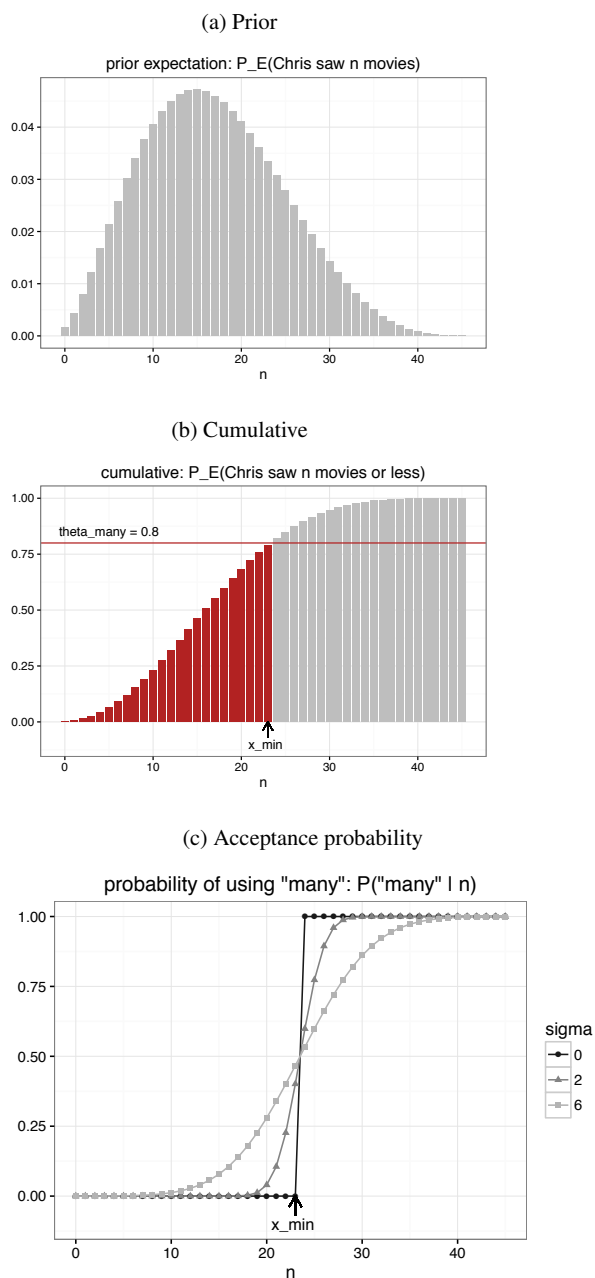 (a) Prior
prior expectation: P_E(Chris saw n movies)
0.04
0.03
0.02
0.01
0.00
0 10 20 30 40
n
(b) Cumulative
cumulative: P_E(Chris saw n movies or less)
1.00
theta_many = 0.8
0.75
0.50
0.25
0.00
x_min
0 10 20 30 40
n
(c) Acceptance probability
probability of using "many": P("many" | n)
1.00
0.75
0.50
0.25
0.00
x_min
0 10 20 30 40
n
sigma
0
2
6